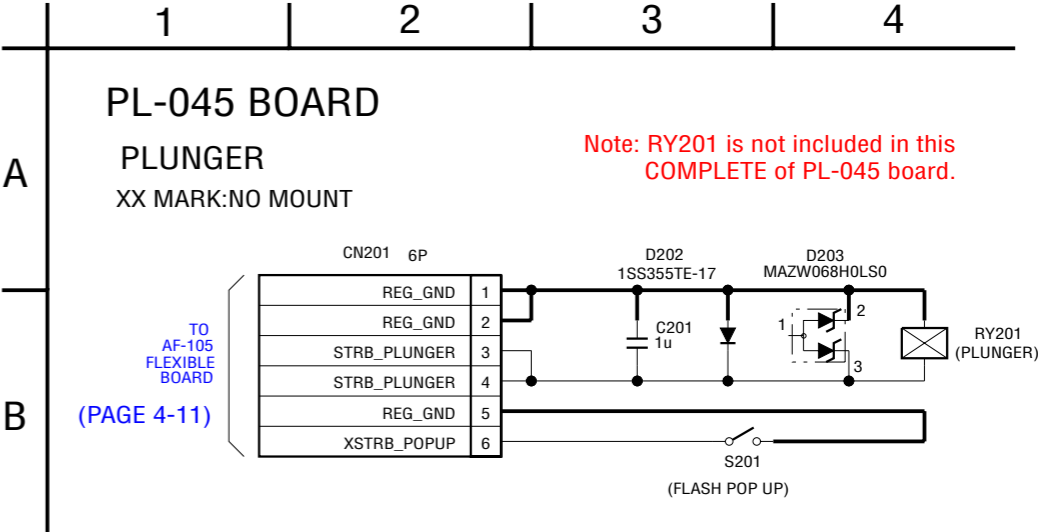 1 2 3 4
A
PL-045 BOARD
PLUNGER
XX MARK:NO MOUNT
Note: RY201 is not included in this
COMPLETE of PL-045 board.
CN201 6P
D202
1SS355TE-17
D203
MAZW068H0LS0
B
TO
AF-105
FLEXIBLE
BOARD
(PAGE 4-11)
REG_GND 1
REG_GND 2
STRB_PLUNGER 3
STRB_PLUNGER 4
REG_GND 5
XSTRB_POPUP 6
C201
1u
1
2
3
RY201
(PLUNGER)
S201
(FLASH POP UP)